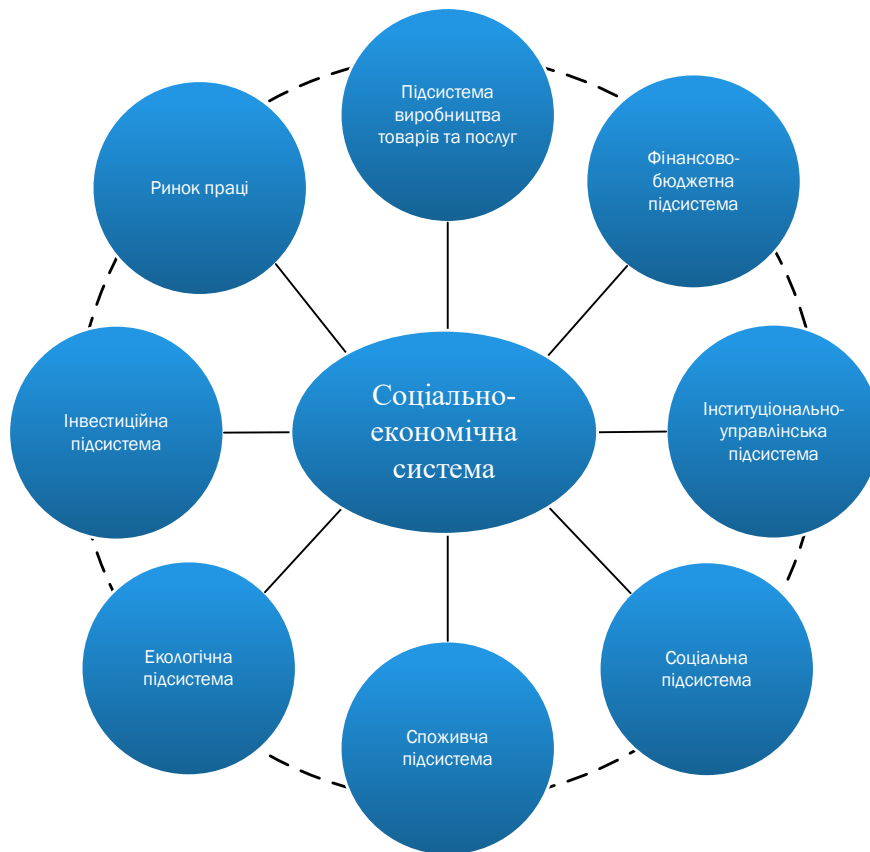 Підсистема
виробництва
товарів та послуг
Фінансово-
бюджетна
підсистема
Ринок праці
Соціально-
економічна
система
Інвестиційна
підсистема
Інституціонально-
управлінська
підсистема
Екологічна
підсистема
Соціальна
підсистема
Споживча
підсистема